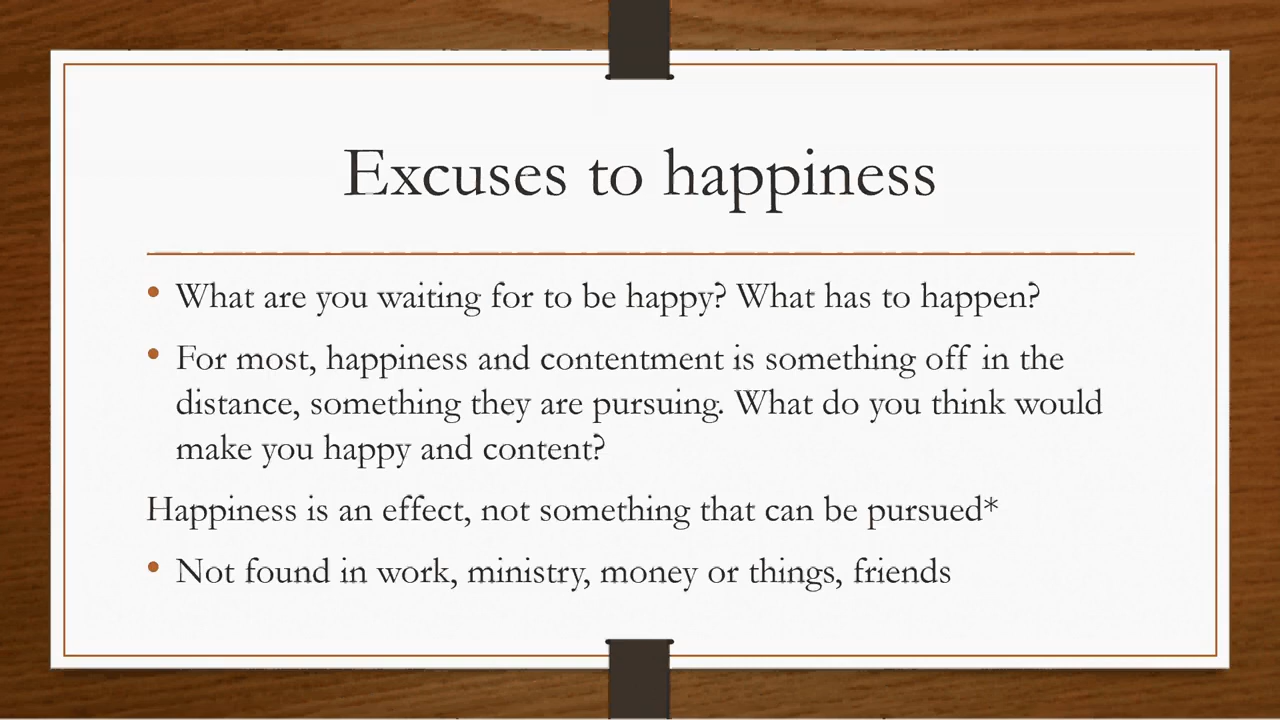 Excuses to happiness
• What are you waiting for to be happy? What has to happen?
• For most, happiness and contentment is something off in the
distance, something they are pursuing. What do you think would
make you happy and content?
Happiness is an effect, not something that can be pursued*
• Not found in work, ministry, money or things, friends